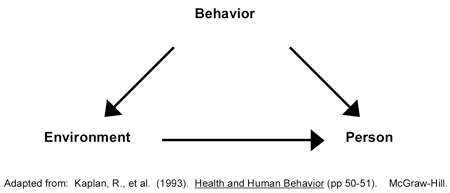 Behavior
Environment Person
Adapted from: Kaplan, R., et al. (1993). Health and Human Behavior (pp 50-51). McGraw-Hill.